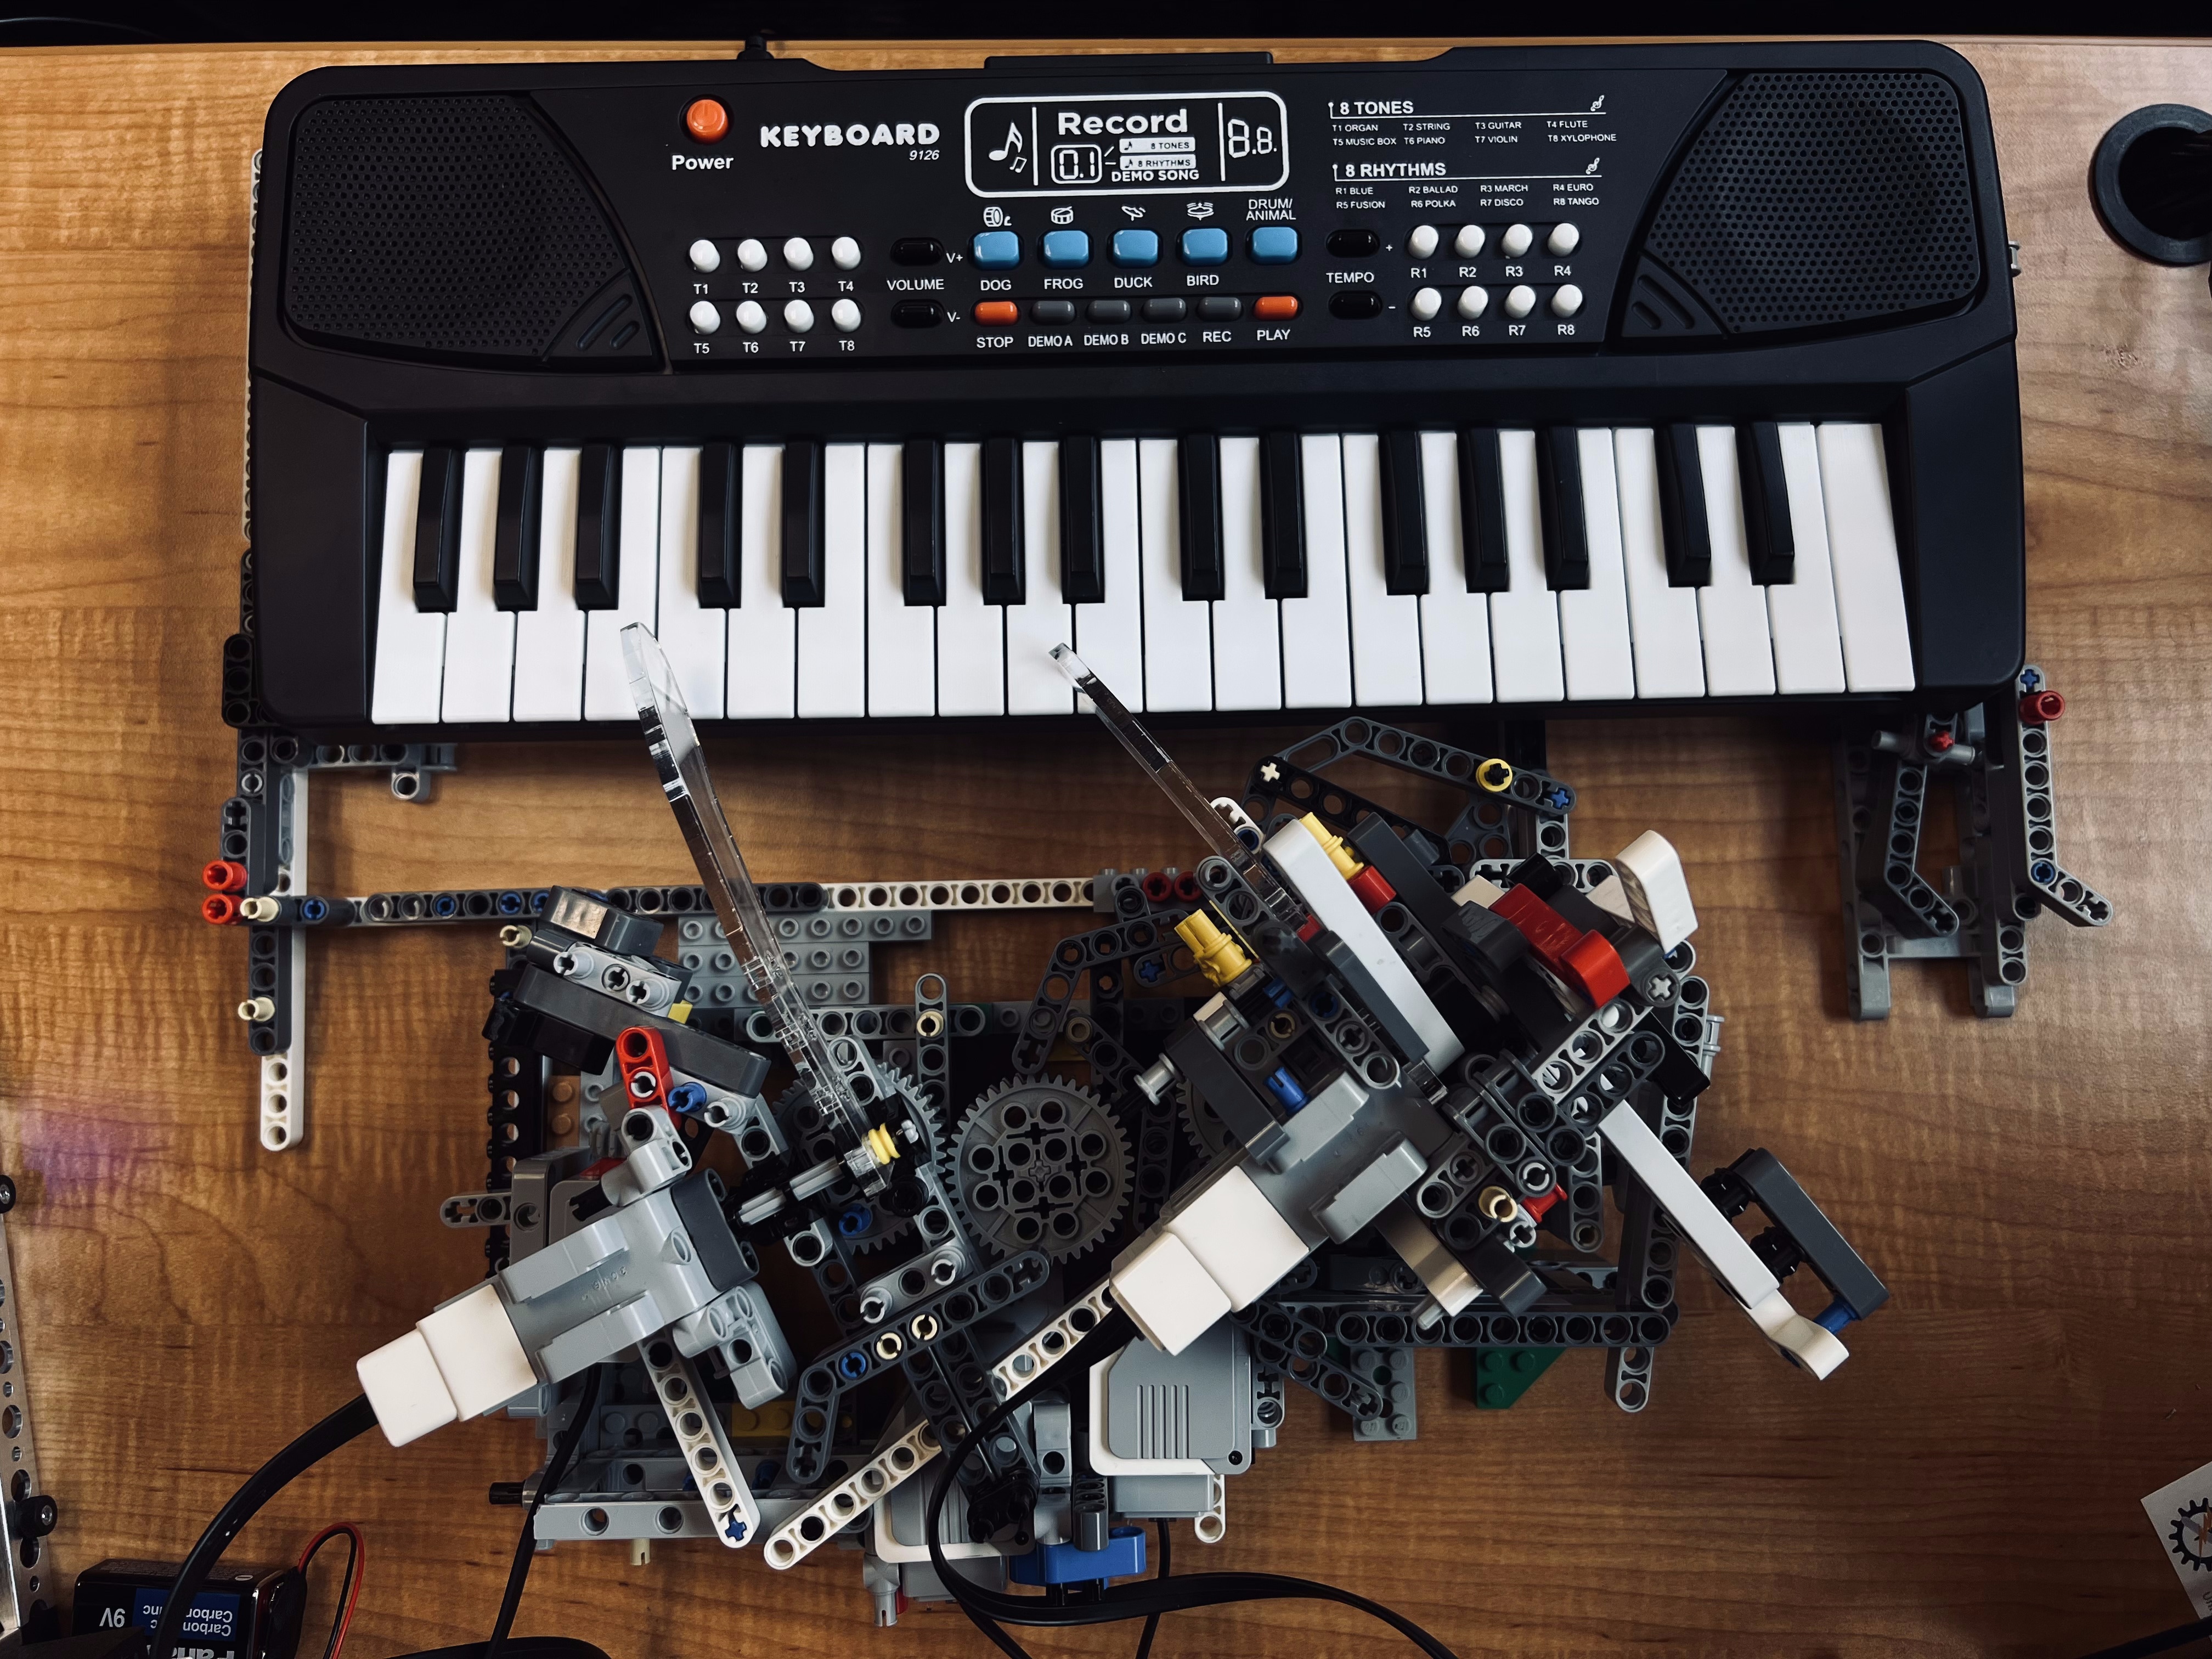 Power
KEYBOARD
9126
Record
0.1
8 TONES
8 RHYTHMS
DEMO SONG
8.8.
8 TONES
T1 ORGAN T2 STRING T3 GUITAR T4 FLUTE
T5 MUSIC BOX T6 PIANO T7 VIOLIN T8 XYLOPHONE
8 RHYTHMS
R1 BLUE R2 BALLAD R3 MARCH R4 EURO
R5 FUSION R6 POLKA R7 DISCO R8 TANGO
DRUM/
ANIMAL
T1 T2 T3 T4
T5 T6 T7 T8
VOLUME
V+
V-
DOG FROG DUCK BIRD
STOP DEMO A DEMO B DEMO C REC PLAY
TEMPO
+
-
R1 R2 R3 R4
R5 R6 R7 R8
9V
Carbon
Carbon